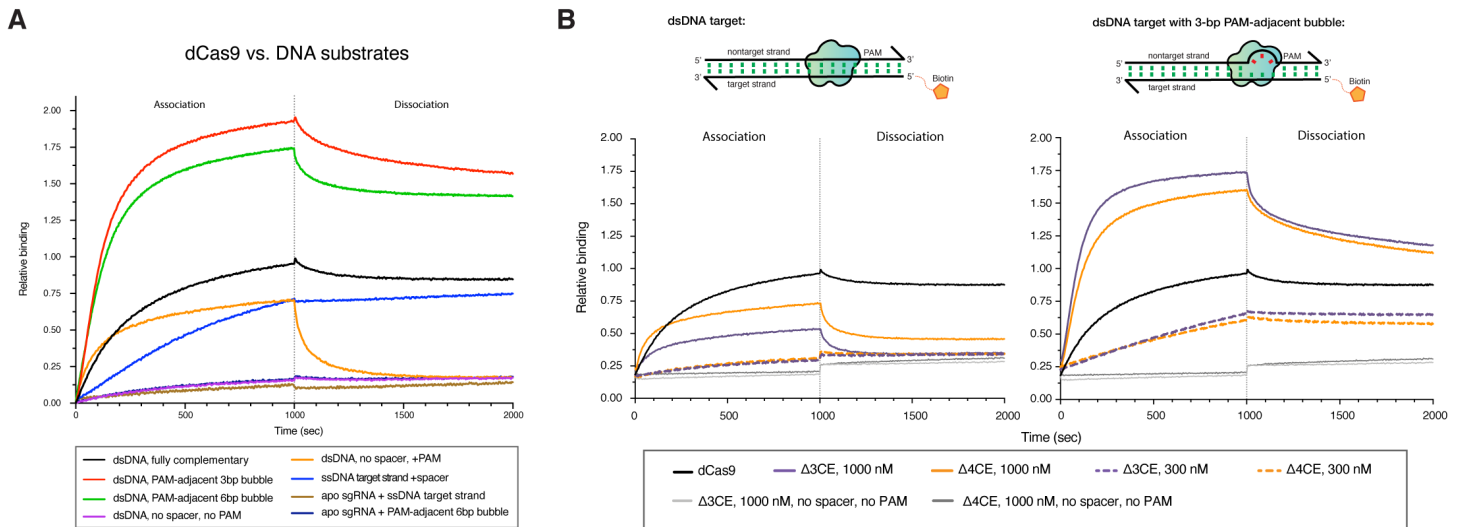 A
dCas9 vs. DNA substrates
Association
Dissociation
2.00
1.75
1.50
1.25
1.00
0.75
0.50
0.25
0.00
Relative binding
0
500
1000
1500
2000
Time (sec)
dsDNA, fully complementary
dsDNA, PAM-adjacent 3bp bubble
dsDNA, PAM-adjacent 6bp bubble
dsDNA, no spacer, no PAM
dsDNA, no spacer, +PAM
ssDNA target strand +spacer
apo sgRNA + ssDNA target strand
apo sgRNA + PAM-adjacent 6bp bubble
B
dsDNA target:
nontarget strand
PAM
5'
3'
3'
5'
target strand
Biotin
dsDNA target with 3-bp PAM-adjacent bubble:
nontarget strand
PAM
5'
3'
3'
5'
target strand
Biotin
Association
Dissociation
2.00
1.75
1.50
1.25
1.00
0.75
0.50
0.25
0.00
Relative binding
0
500
1000
1500
2000
Association
Dissociation
2.00
1.75
1.50
1.25
1.00
0.75
0.50
0.25
0.00
0
500
1000
1500
2000
Time (sec)
dCas9
Δ3CE, 1000 nM
Δ4CE, 1000 nM
Δ3CE, 300 nM
Δ4CE, 300 nM
Δ3CE, 1000 nM, no spacer, no PAM
Δ4CE, 1000 nM, no spacer, no PAM